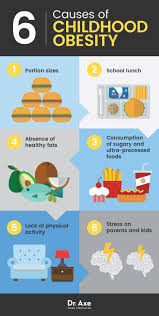 6
Causes of
CHILDHOOD
OBESITY
1
Portion sizes
2
School lunch
4
Absence of
healthy fats
3
Consumption
of sugary and
ultra-processed
foods
5
Lack of physical
activity
6
Stress on
parents and kids
Dr. Axe
FOOD IS MEDICINE